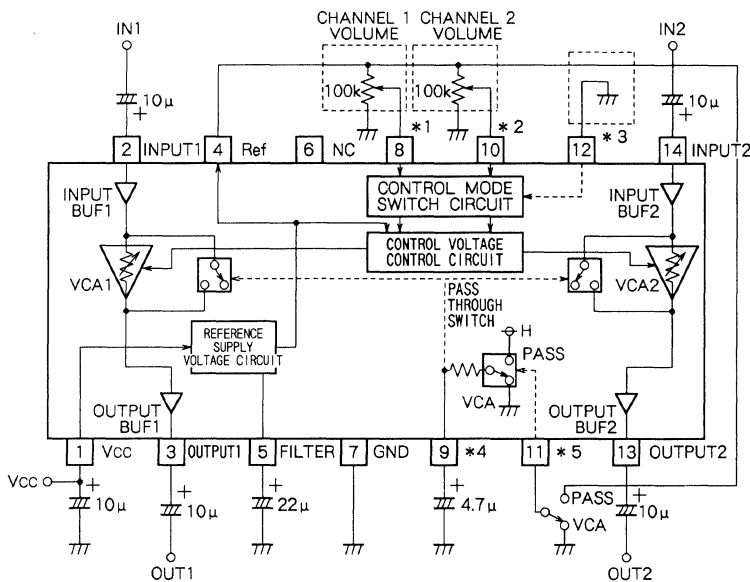 IN1
CHANNEL 1
VOLUME
CHANNEL 2
VOLUME
IN2
10μ
+
100k
100k
10μ
+
*1
*2
*3
2
INPUT1
4
Ref
6
NC
8
10
12
14
INPUT2
INPUT
BUF1
CONTROL MODE
SWITCH CIRCUIT
INPUT
BUF2
VCA1
CONTROL VOLTAGE
CONTROL CIRCUIT
VCA2
PASS
THROUGH
SWITCH
REFERENCE
SUPPLY
VOLTAGE CIRCUIT
H
PASS
VCA
OUTPUT
BUF1
OUTPUT
BUF2
1
Vcc
3
OUTPUT1
5
FILTER
7
GND
9
*4
11
*5
13
OUTPUT2
Vcc
+
10μ
+
10μ
+
22μ
+
4.7μ
PASS
VCA
+
10μ
OUT1
OUT2